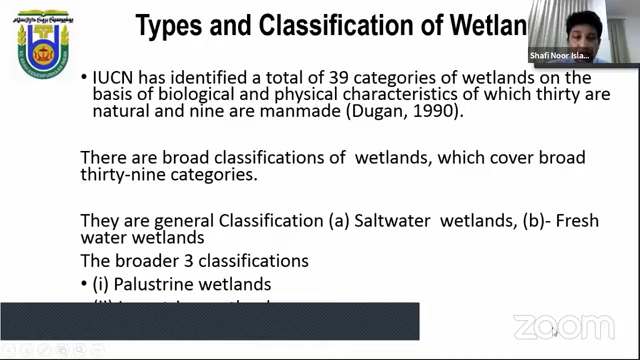 Types and Classification of Wetlan
Shafi Noor Isla...
• IUCN has identified a total of 39 categories of wetlands on the
basis of biological and physical characteristics of which thirty are
natural and nine are manmade (Dugan, 1990).
There are broad classifications of wetlands, which cover broad
thirty-nine categories.
They are general Classification (a) Saltwater wetlands, (b)- Fresh
water wetlands
The broader 3 classifications
• (i) Palustrine wetlands
zoom